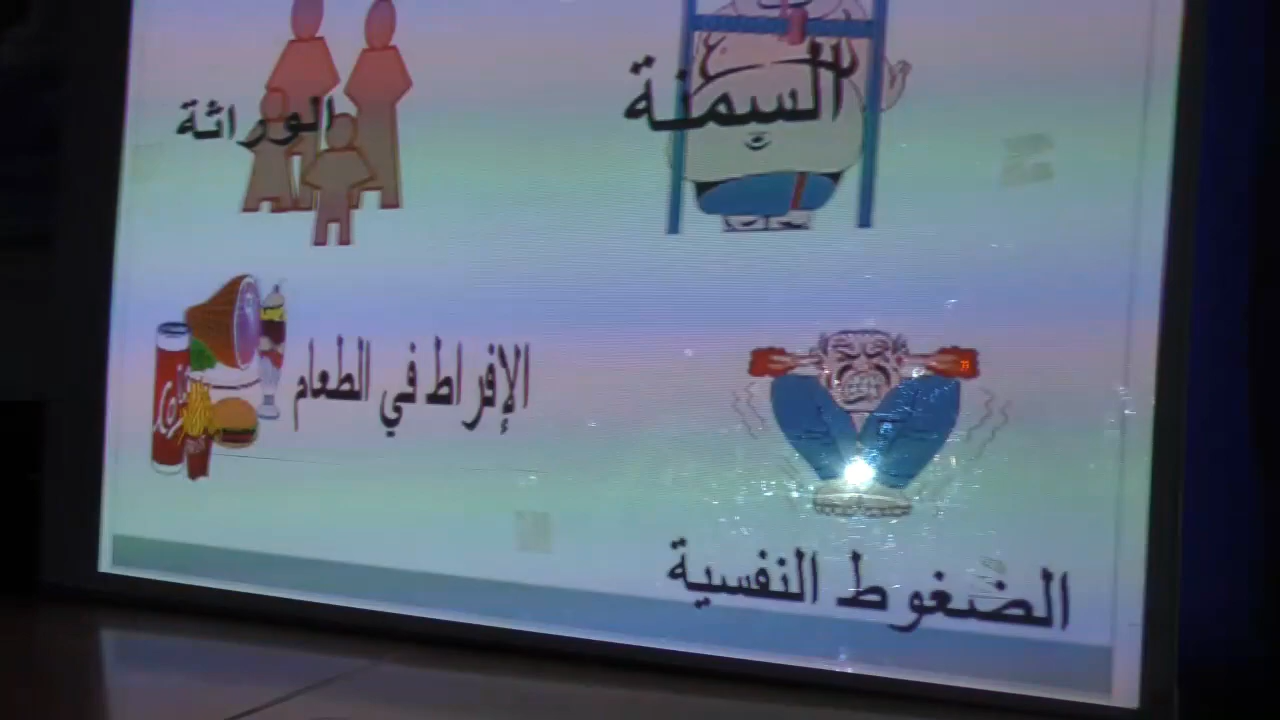 السمنة
الوراثة
الإفراط في الطعام
الضغوط النفسية